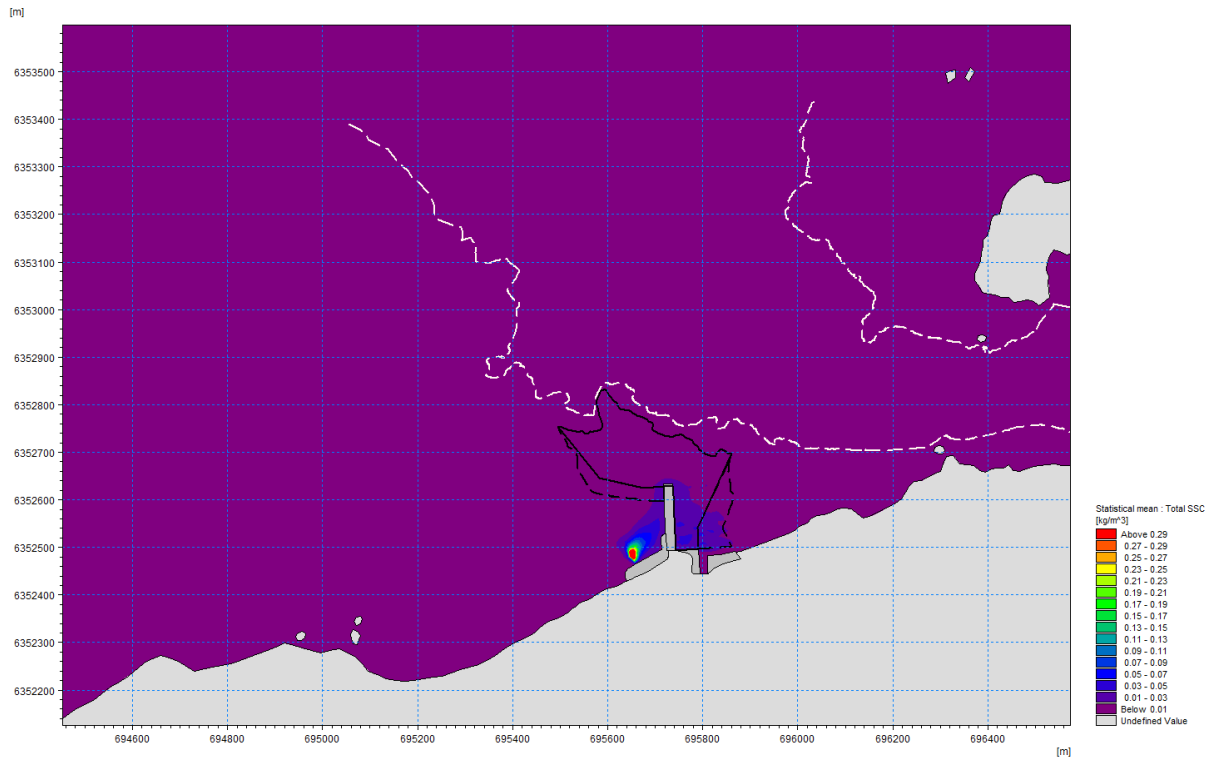 [m]
6353500
6353400
6353300
6353200
6353100
6353000
6352900
6352800
6352700
6352600
6352500
6352400
6352300
6352200
694600
694800
695000
695200
695400
695600
695800
696000
696200
696400
[m]
Statistical mean : Total SSC
[kg/m^3]
Above 0.29
0.27 - 0.29
0.25 - 0.27
0.23 - 0.25
0.21 - 0.23
0.19 - 0.21
0.17 - 0.19
0.15 - 0.17
0.13 - 0.15
0.11 - 0.13
0.09 - 0.11
0.07 - 0.09
0.05 - 0.07
0.03 - 0.05
0.01 - 0.03
Below 0.01
Undefined Value